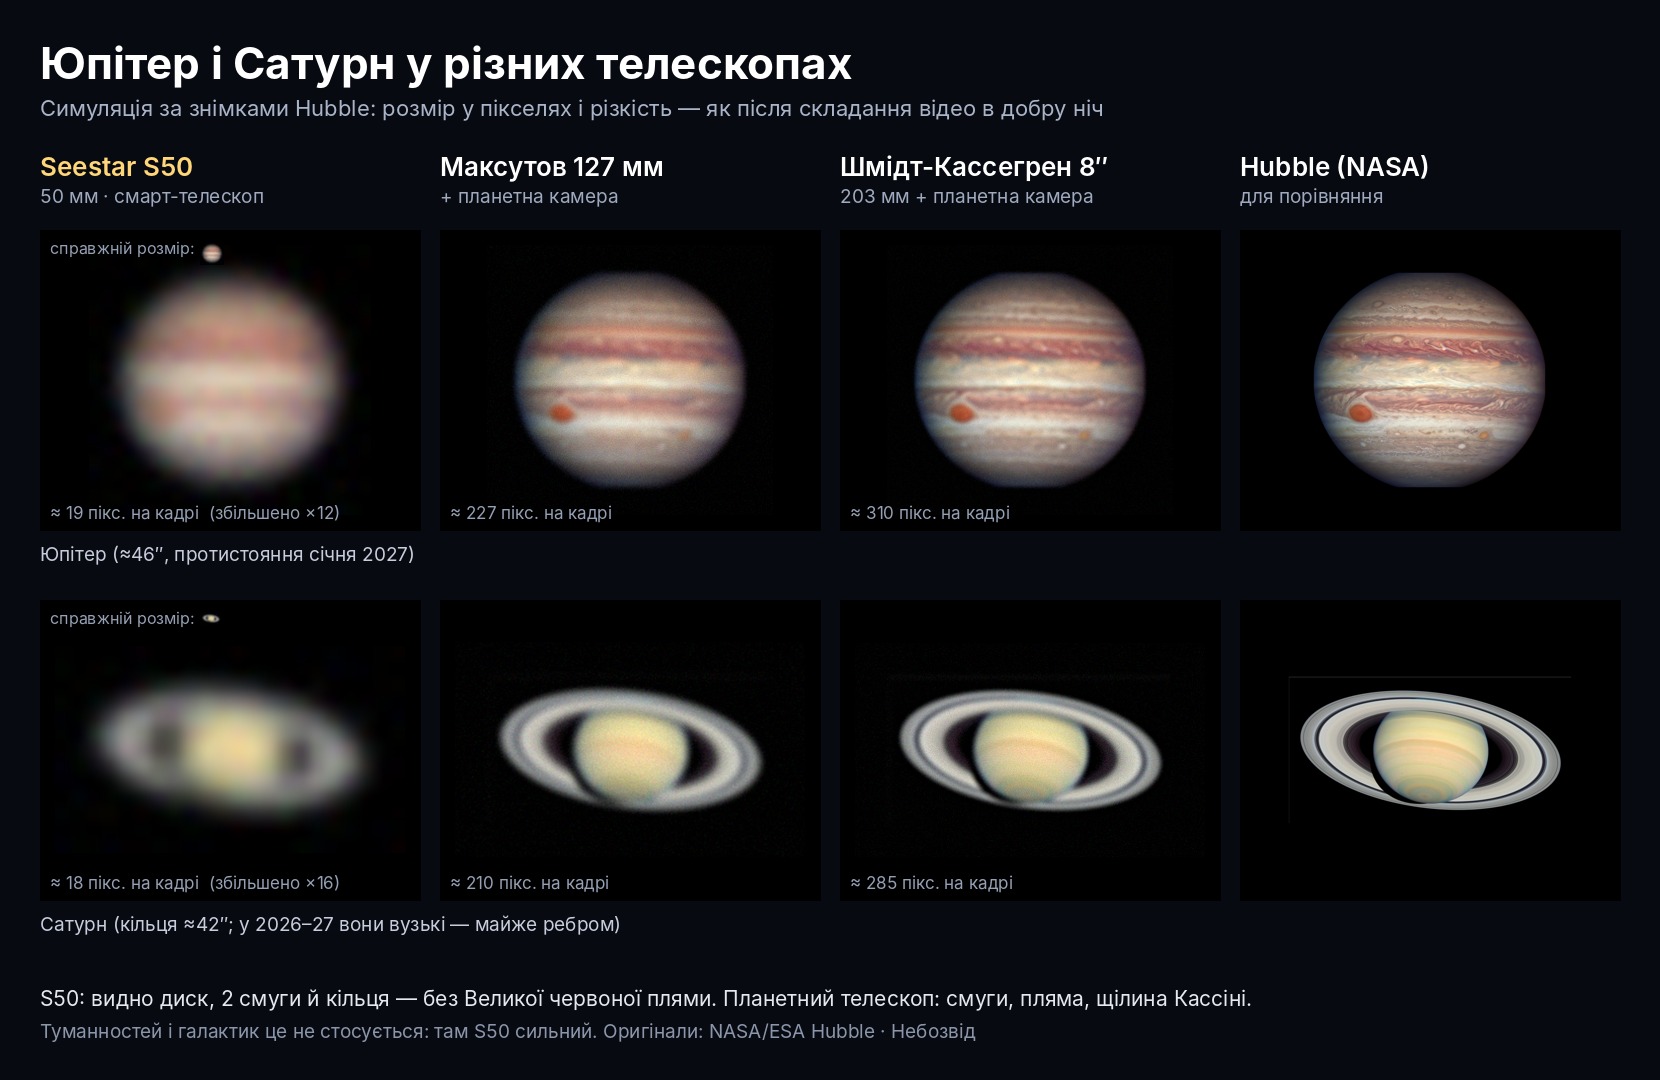 Юпітер і Сатурн у різних телескопах
Симуляція за знімками Hubble: розмір у пікселях і різкість — як після складання відео в добру ніч
Seestar S50
50 мм · смарт-телескоп
Максутов 127 мм
+ планетна камера
Шмідт-Кассегрен 8″
203 мм + планетна камера
Hubble (NASA)
для порівняння
справжній розмір:
≈ 19 пікс. на кадрі (збільшено ×12)
≈ 227 пікс. на кадрі
≈ 310 пікс. на кадрі
Юпітер (≈46″, протистояння січня 2027)
справжній розмір:
≈ 18 пікс. на кадрі (збільшено ×16)
≈ 210 пікс. на кадрі
≈ 285 пікс. на кадрі
Сатурн (кільця ≈42″; у 2026–27 вони вузькі — майже ребром)
S50: видно диск, 2 смуги й кільця — без Великої червоної плями. Планетний телескоп: смуги, пляма, щілина Кассіні.
Туманностей і галактик це не стосується: там S50 сильний. Оригінали: NASA/ESA Hubble · Небозвід